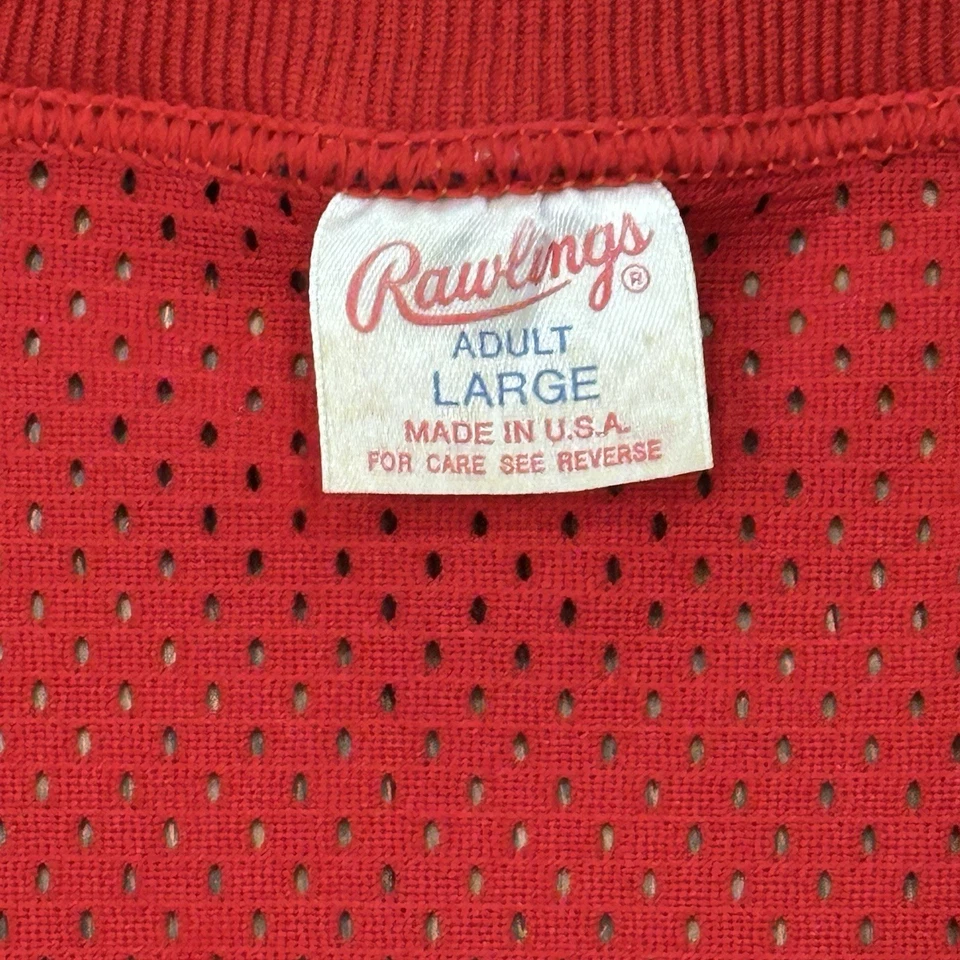 Rawlings®
ADULT
LARGE
MADE IN U.S.A.
FOR CARE SEE REVERSE